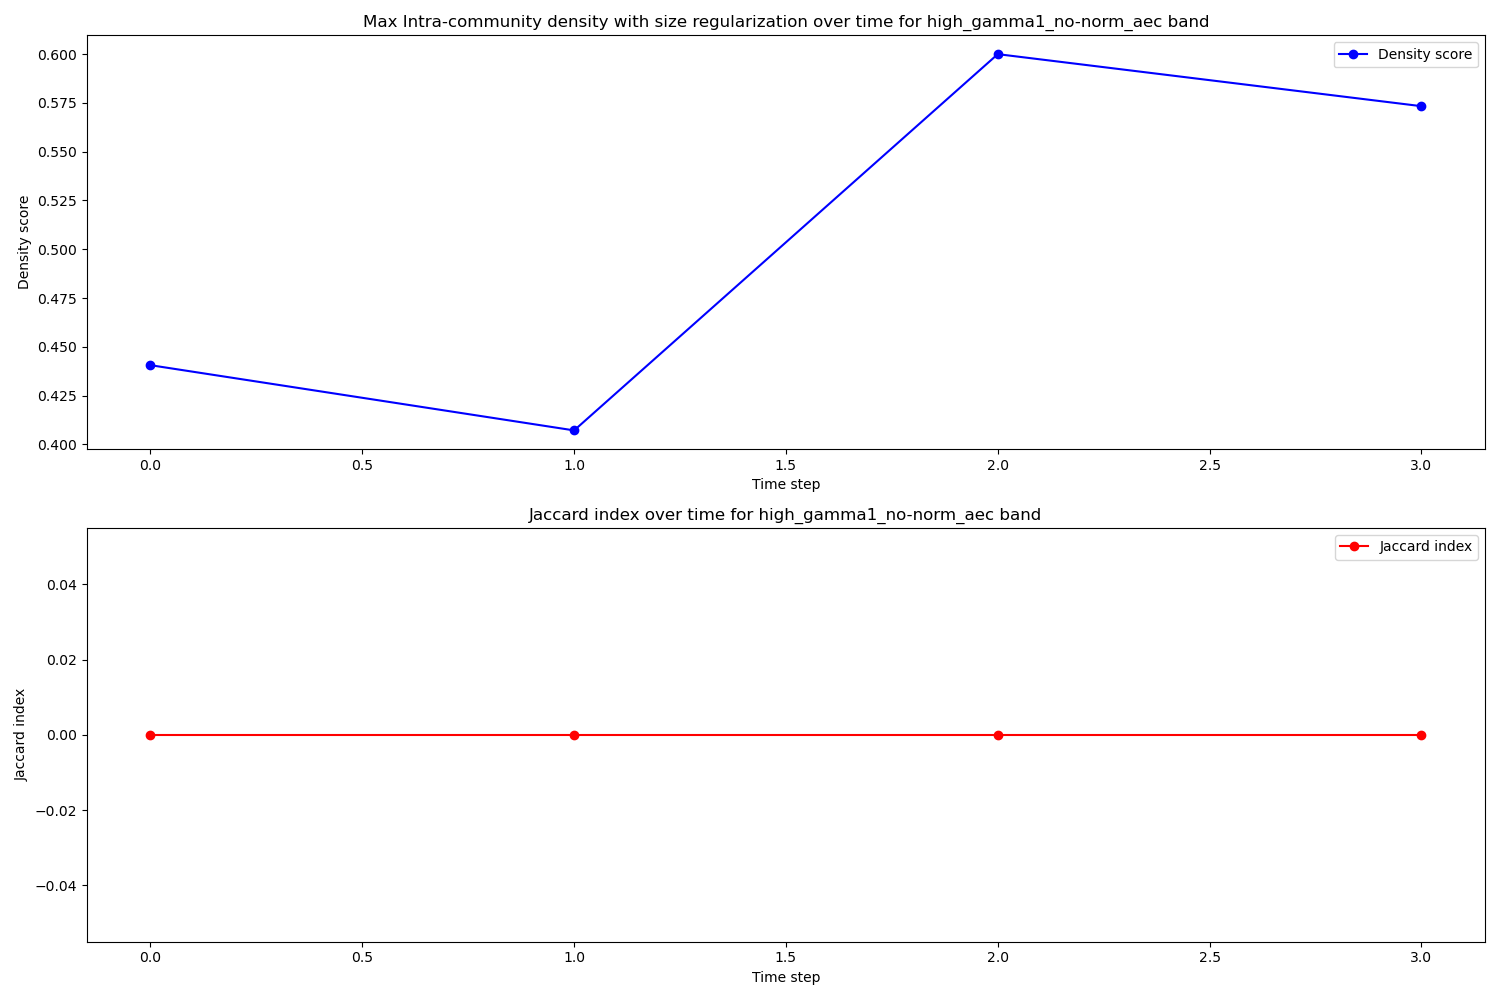 Max Intra-community density with size regularization over time for high_gamma1_no-norm_aec band
Density score
0.600
0.575
0.550
0.525
0.500
0.475
0.450
0.425
0.400
Density score
0.0 0.5 1.0 1.5 2.0 2.5 3.0
Time step
Jaccard index over time for high_gamma1_no-norm_aec band
Jaccard index
0.04
0.02
0.00
−0.02
−0.04
Jaccard index
0.0 0.5 1.0 1.5 2.0 2.5 3.0
Time step